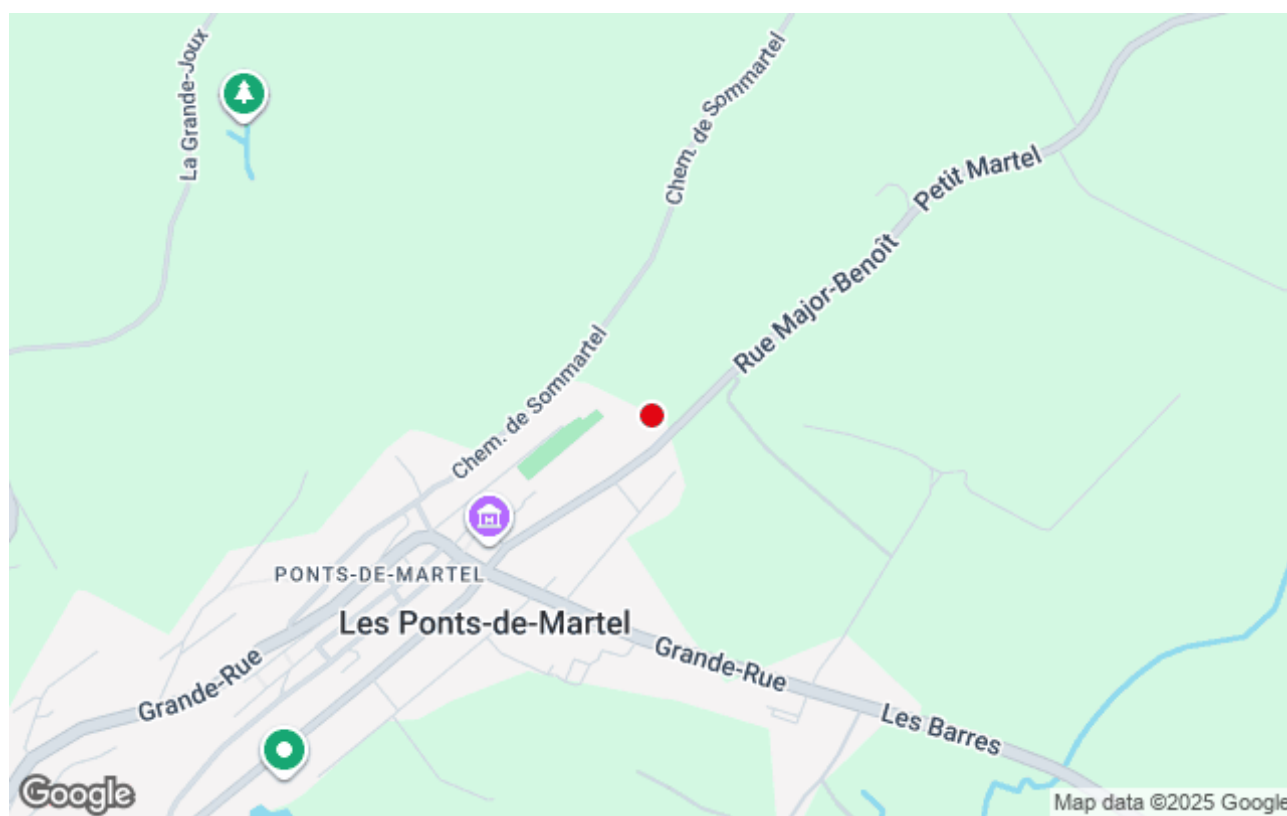 La Grande-Joux
Chem. de Sommartel
Petit Martel
Rue Major-Benoît
Chem. de Sommartel
PONTS-DE-MARTEL
Les Ponts-de-Martel
Grande-Rue
Grande-Rue
Les Barres
Google
Map data ©2025 Google